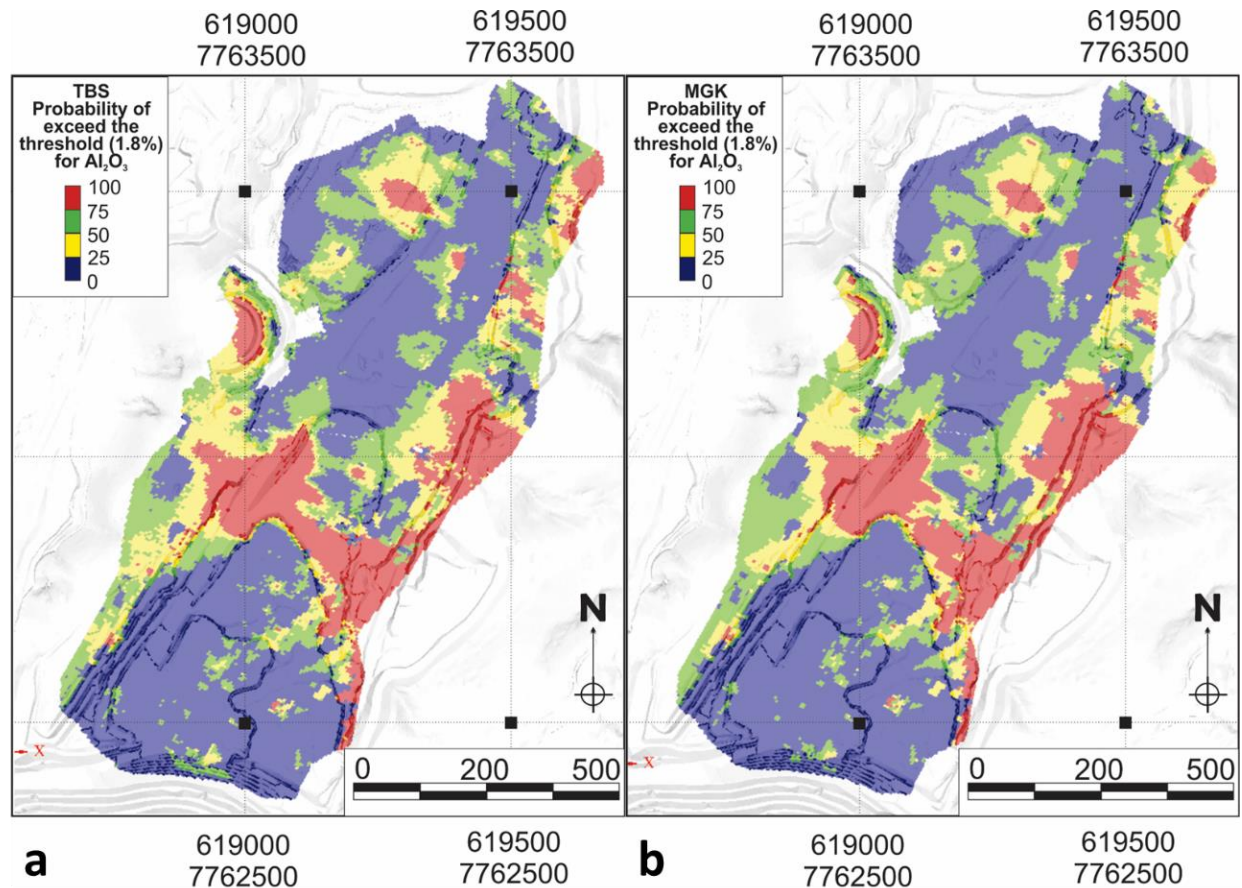 619000
7763500
619500
7763500
619000
7763500
619500
7763500
TBS
Probability of
exceed the
threshold (1.8%)
for Al₂O₃
100
75
50
25
0
N
X
0 200 500
a
619000
7762500
619500
7762500
MGK
Probability of
exceed the
threshold (1.8%)
for Al₂O₃
100
75
50
25
0
N
X
0 200 500
b
619000
7762500
619500
7762500